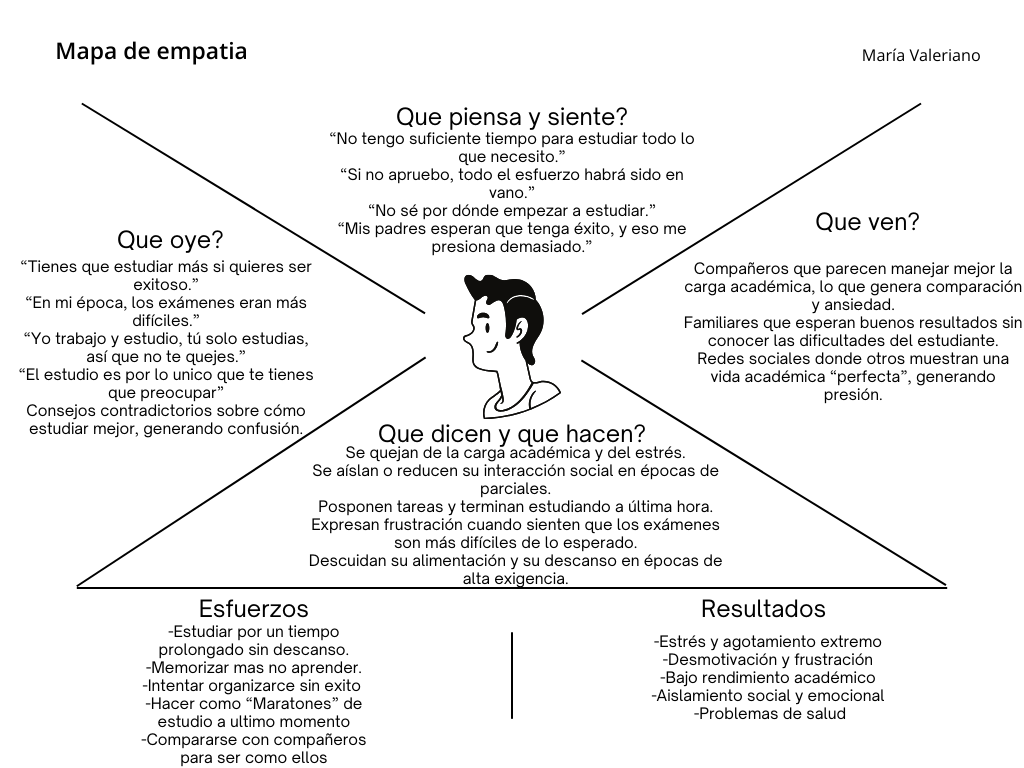 Mapa de empatia
María Valeriano
Que piensa y siente?
“No tengo suficiente tiempo para estudiar todo lo
que necesito.”
“Si no apruebo, todo el esfuerzo habrá sido en
vano.”
“No sé por dónde empezar a estudiar.”
“Mis padres esperan que tenga éxito, y eso me
presiona demasiado.”
Que oye?
“Tienes que estudiar más si quieres ser
exitoso.”
“En mi época, los exámenes eran más
difíciles.”
“Yo trabajo y estudio, tú solo estudias,
así que no te quejes.”
“El estudio es por lo unico que te tienes
que preocupar”
Consejos contradictorios sobre cómo
estudiar mejor, generando confusión.
Que ven?
Compañeros que parecen manejar mejor la
carga académica, lo que genera comparación
y ansiedad.
Familiares que esperan buenos resultados sin
conocer las dificultades del estudiante.
Redes sociales donde otros muestran una
vida académica “perfecta”, generando
presión.
Que dicen y que hacen?
Se quejan de la carga académica y del estrés.
Se aíslan o reducen su interacción social en épocas de
parciales.
Posponen tareas y terminan estudiando a última hora.
Expresan frustración cuando sienten que los exámenes
son más difíciles de lo esperado.
Descuidan su alimentación y su descanso en épocas de
alta exigencia.
Esfuerzos
-Estudiar por un tiempo
prolongado sin descanso.
-Memorizar mas no aprender.
-Intentar organizarce sin exito
-Hacer como “Maratones” de
estudio a ultimo momento
-Compararse con compañeros
para ser como ellos
Resultados
-Estrés y agotamiento extremo
-Desmotivación y frustración
-Bajo rendimiento académico
-Aislamiento social y emocional
-Problemas de salud